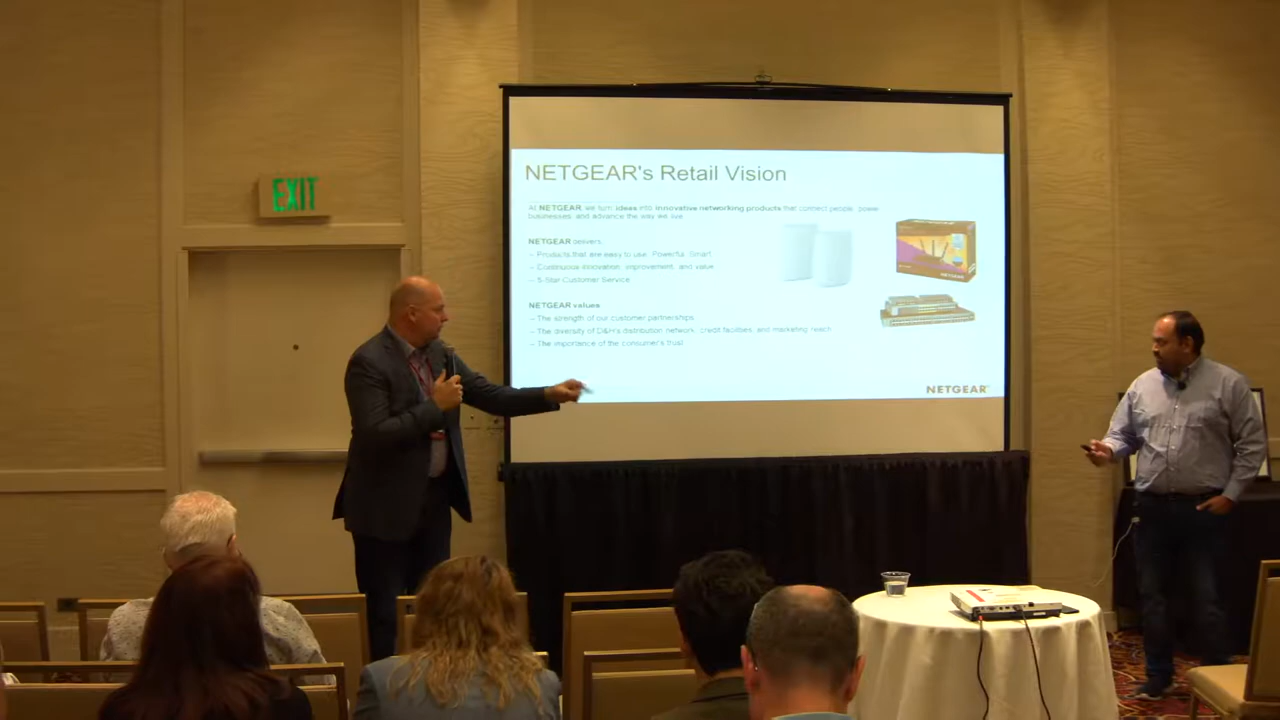 EXIT
NETGEAR's Retail Vision
At NETGEAR, we turn ideas into innovative networking products that connect people, power
businesses, and advance the way we live.
NETGEAR delivers:
– Products that are easy to use. Powerful. Smart.
– Continuous innovation, improvement, and value
– 5-Star Customer Service
NETGEAR values
– The strength of our customer partnerships
– The diversity of D&H's distribution network, credit facilities, and marketing reach
– The importance of the consumer's trust
NETGEAR
NETGEAR